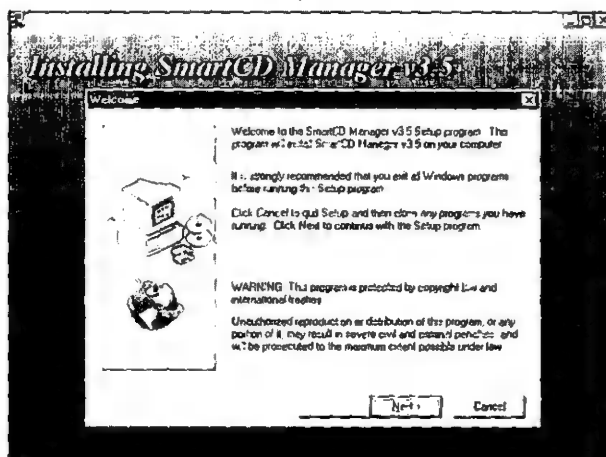 Installing SmartCD Manager v3.5
Welcome
Welcome to the SmartCD Manager v3.5 Setup program. This
program will install SmartCD Manager v3.5 on your computer.
It is strongly recommended that you exit all Windows programs
before running this Setup program.
Click Cancel to quit Setup and then close any programs you have
running. Click Next to continue with the Setup program.
WARNING: This program is protected by copyright law and
international treaties.
Unauthorized reproduction or distribution of this program, or any
portion of it, may result in severe civil and criminal penalties, and
will be prosecuted to the maximum extent possible under law.
Next >
Cancel